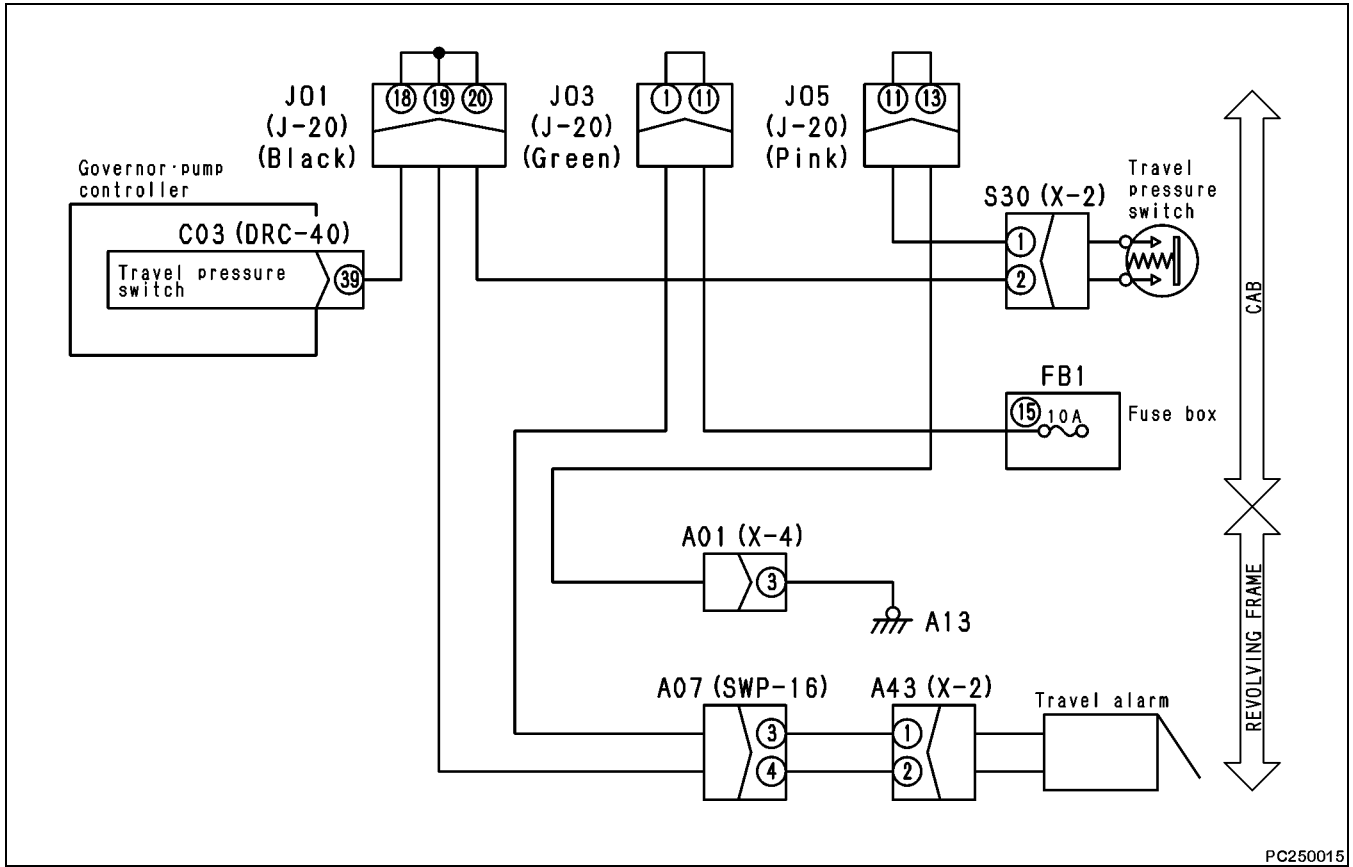 J01
(J-20)
(Black)
18 19 20
J03
(J-20)
(Green)
1 11
J05
(J-20)
(Pink)
11 13
Governor·pump
controller
C03 (DRC-40)
Travel pressure
switch
39
S30 (X-2)
1
2
Travel
pressure
switch
CAB
FB1
15 10A
Fuse box
A01 (X-4)
3
A13
REVOLVING FRAME
A07 (SWP-16)
3
4
A43 (X-2)
1
2
Travel alarm
PC250015